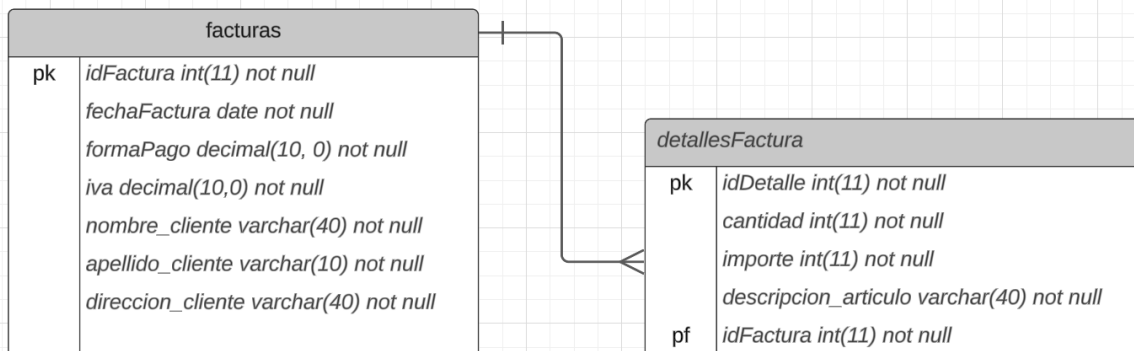 facturas
pk idFactura int(11) not null
fechaFactura date not null
formaPago decimal(10, 0) not null
iva decimal(10,0) not null
nombre_cliente varchar(40) not null
apellido_cliente varchar(10) not null
direccion_cliente varchar(40) not null
detallesFactura
pk idDetalle int(11) not null
cantidad int(11) not null
importe int(11) not null
descripcion_articulo varchar(40) not null
pf idFactura int(11) not null